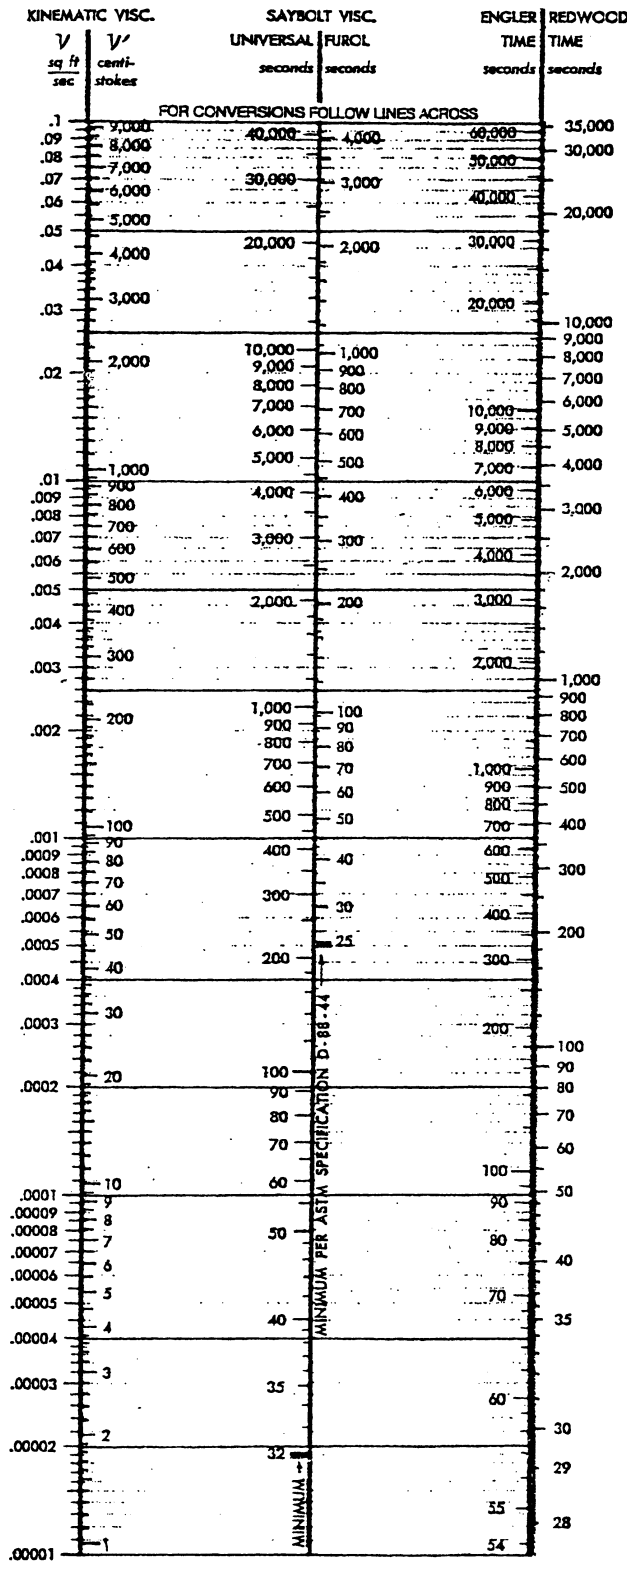 KINEMATIC VISC. SAYBOLT VISC. ENGLER REDWOOD
ν ν' UNIVERSAL FUROL TIME TIME
sq ft centi-
sec stokes seconds seconds seconds seconds
FOR CONVERSIONS FOLLOW LINES ACROSS
.1 9,000 40,000 4,000 60,000 35,000
.09 8,000 50,000 30,000
.08 7,000
.07 6,000 30,000 3,000 40,000
.06 5,000 20,000
.05 4,000 20,000 2,000 30,000
.04
.03 3,000 20,000
10,000
2,000 10,000 1,000 9,000
.02 9,000 900 8,000
8,000 800 7,000
7,000 700 10,000 6,000
6,000 600 9,000 5,000
8,000
5,000 500 7,000 4,000
.01 1,000
.009 900 4,000 400 6,000
.008 800 5,000 3,000
.007 700 3,000 300
.006 600 4,000
.005 500 2,000
2,000 200 3,000
.004 400
.003 300 2,000
1,000
1,000 100 900
.002 200 900 90 800
800 80 700
700 70 1,000 600
600 60 900 500
800
500 50 700 400
.001 100
.0009 90 400 40 600
.0008 80 500 300
.0007 70 300
.0006 60 30 400
.0005 50 25 200
200 300
.0004 40
.0003 30 200
100
20 100 90
.0002 90 80
80 70
70 60
60 100
10 50
.0001 9 90
.00009 8 50
.00008 7 80
.00007 6 40
.00006 5
.00005 4 40 70 35
.00004
.00003 3 35 60
2 30
.00002 32 29
55 28
1 54
.00001
MINIMUM PER ASTM SPECIFICATION D-88-44
MINIMUM